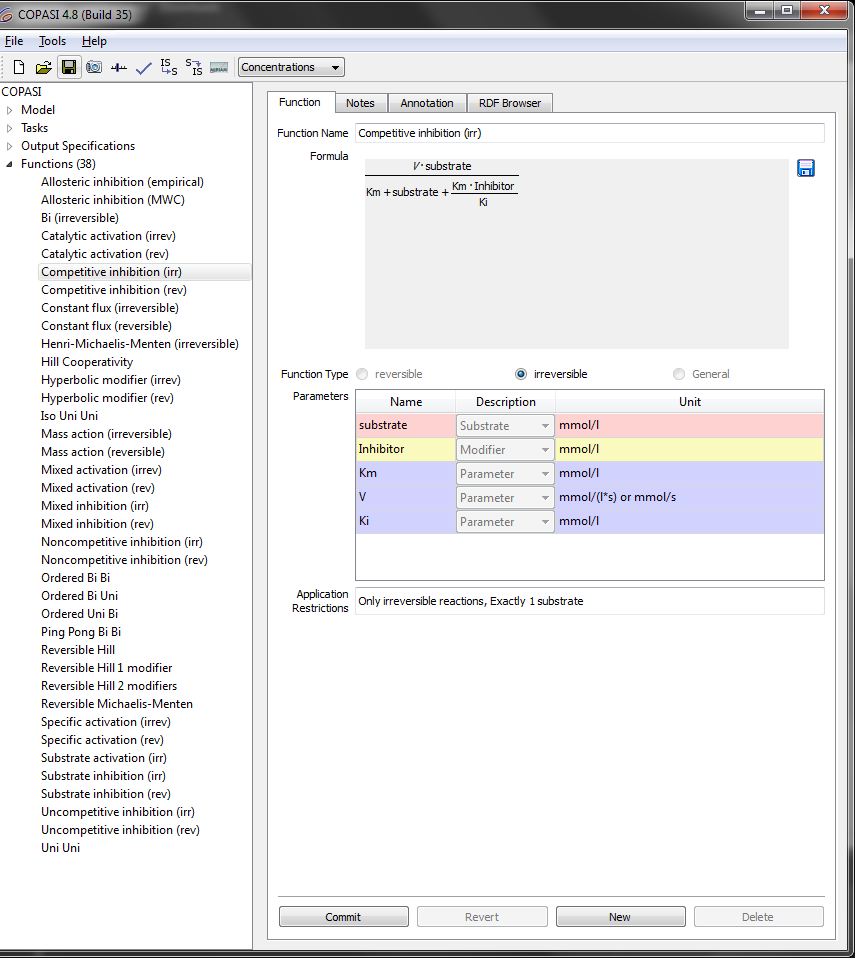 COPASI 4.8 (Build 35)
File Tools Help
IS S
S IS
Concentrations
COPASI
Model
Tasks
Output Specifications
Functions (38)
Allosteric inhibition (empirical)
Allosteric inhibition (MWC)
Bi (irreversible)
Catalytic activation (irrev)
Catalytic activation (rev)
Competitive inhibition (irr)
Competitive inhibition (rev)
Constant flux (irreversible)
Constant flux (reversible)
Henri-Michaelis-Menten (irreversible)
Hill Cooperativity
Hyperbolic modifier (irrev)
Hyperbolic modifier (rev)
Iso Uni Uni
Mass action (irreversible)
Mass action (reversible)
Mixed activation (irrev)
Mixed activation (rev)
Mixed inhibition (irr)
Mixed inhibition (rev)
Noncompetitive inhibition (irr)
Noncompetitive inhibition (rev)
Ordered Bi Bi
Ordered Bi Uni
Ordered Uni Bi
Ping Pong Bi Bi
Reversible Hill
Reversible Hill 1 modifier
Reversible Hill 2 modifiers
Reversible Michaelis-Menten
Specific activation (irrev)
Specific activation (rev)
Substrate activation (irr)
Substrate inhibition (irr)
Substrate inhibition (rev)
Uncompetitive inhibition (irr)
Uncompetitive inhibition (rev)
Uni Uni
Function Notes Annotation RDF Browser
Function Name Competitive inhibition (irr)
Formula
V · substrate
Km + substrate + Km · Inhibitor
Ki
Function Type reversible irreversible General
Parameters
Name Description Unit
substrate Substrate mmol/l
Inhibitor Modifier mmol/l
Km Parameter mmol/l
V Parameter mmol/(l*s) or mmol/s
Ki Parameter mmol/l
Application
Restrictions
Only irreversible reactions, Exactly 1 substrate
Commit Revert New Delete